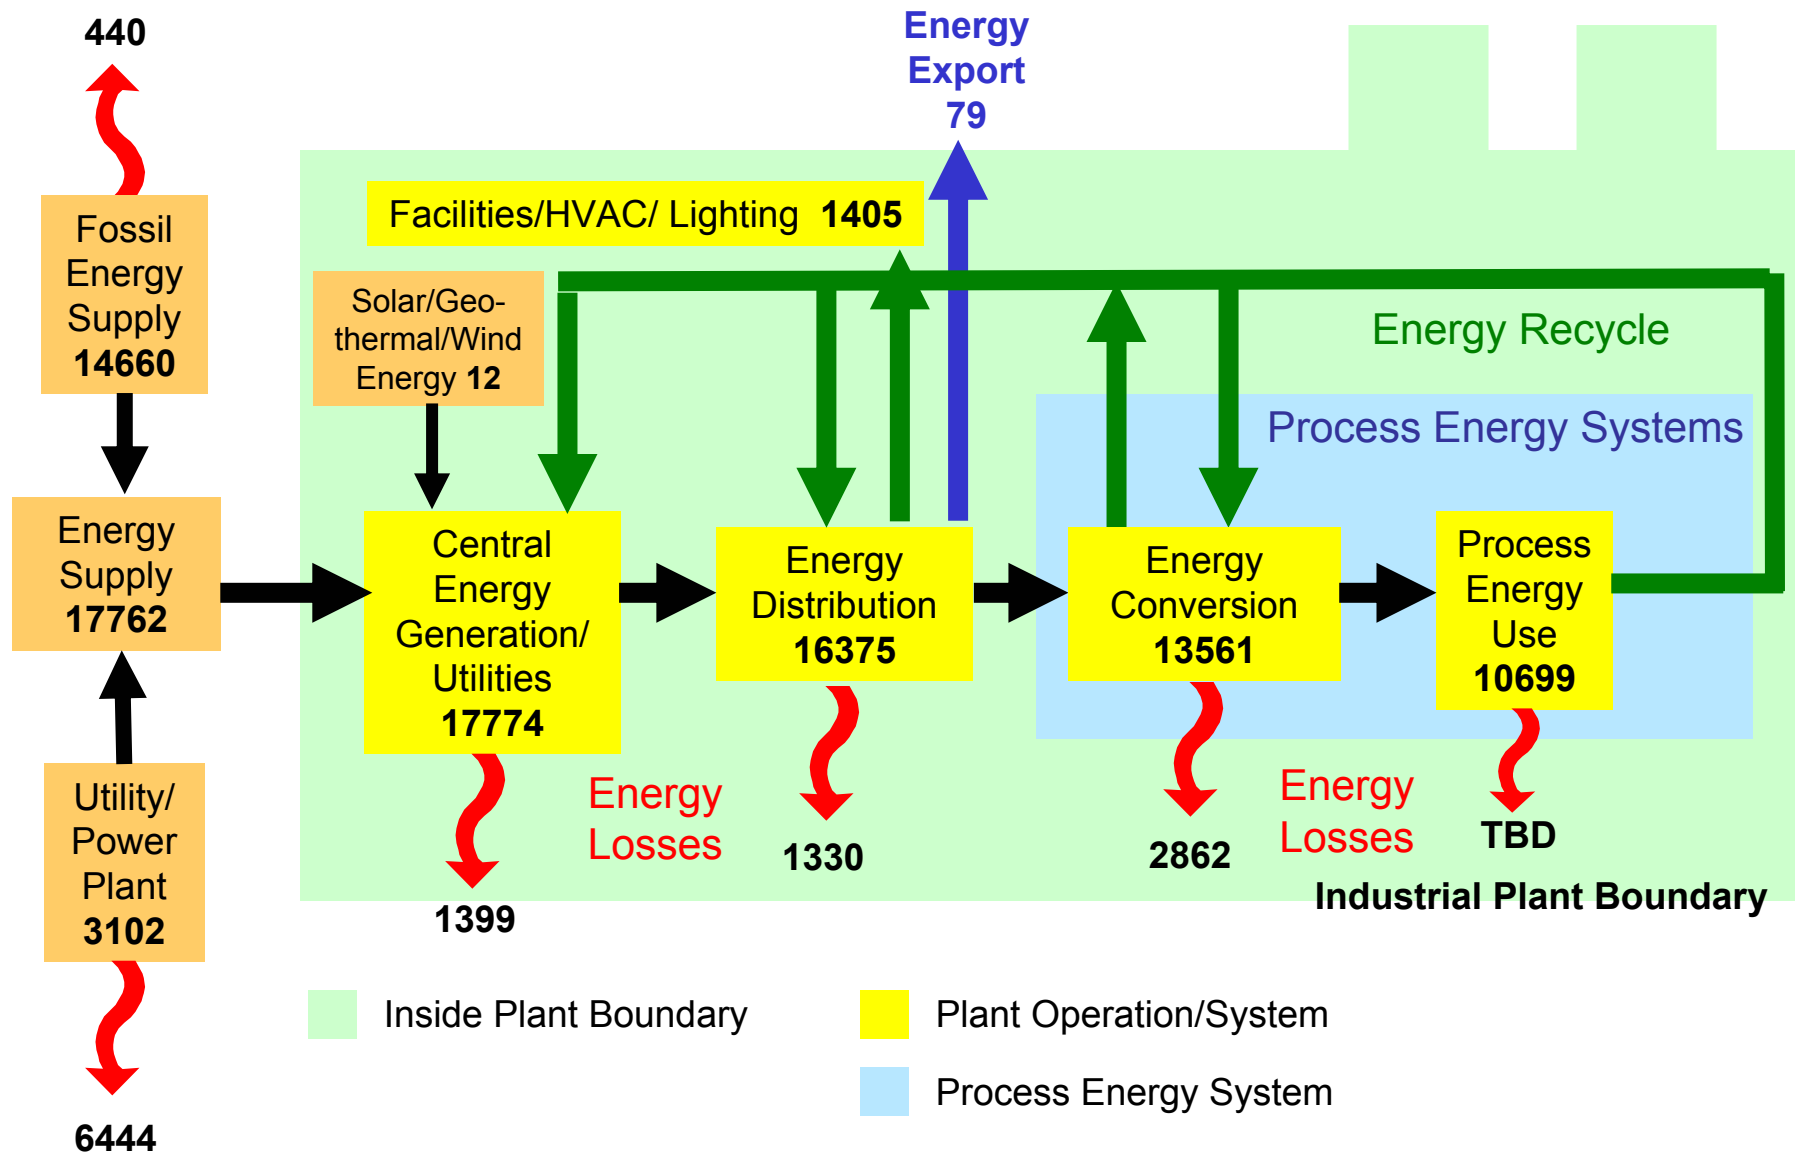 440
Energy
Export
79
Fossil
Energy
Supply
14660
Facilities/HVAC/ Lighting 1405
Solar/Geo-
thermal/Wind
Energy 12
Energy Recycle
Process Energy Systems
Energy
Supply
17762
Central
Energy
Generation/
Utilities
17774
Energy
Distribution
16375
Energy
Conversion
13561
Process
Energy
Use
10699
Utility/
Power
Plant
3102
Energy
Losses
1399
1330
2862
Energy
Losses
TBD
Industrial Plant Boundary
6444
Inside Plant Boundary
Plant Operation/System
Process Energy System